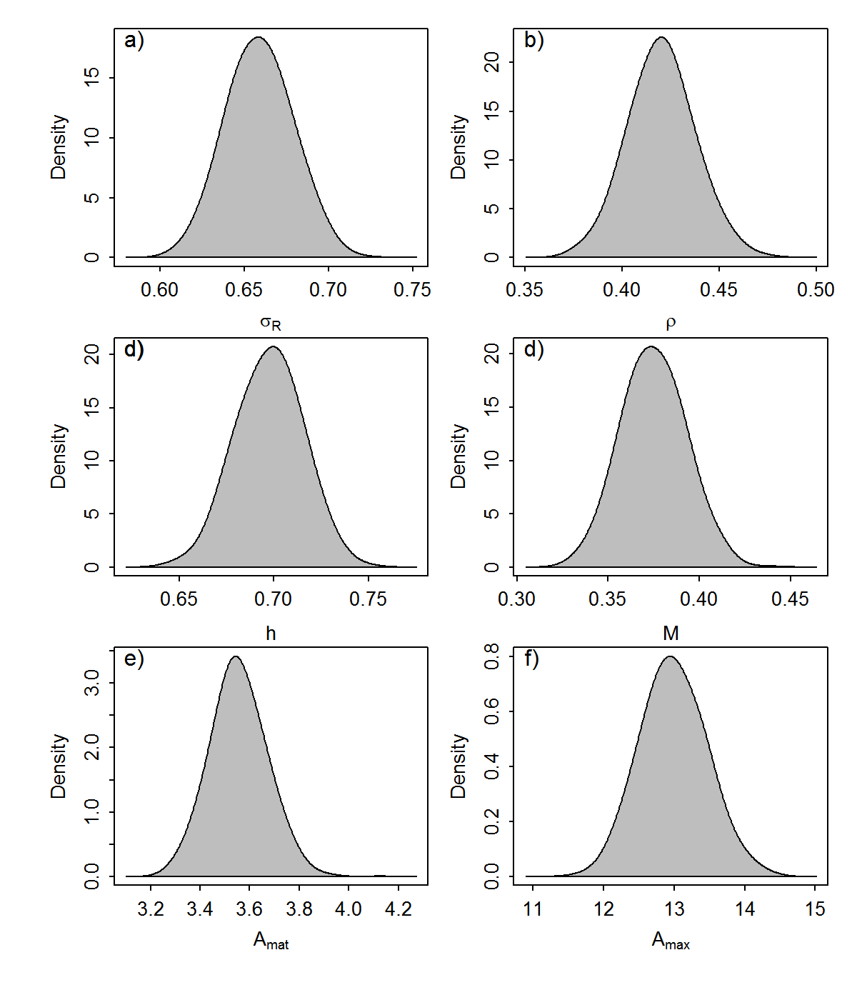 a)
Density
0 5 10 15
0.60 0.65 0.70 0.75
σR
b)
Density
0 5 10 15 20
0.35 0.40 0.45 0.50
ρ
d)
Density
0 5 10 15 20
0.65 0.70 0.75
h
d)
Density
0 5 10 15 20
0.30 0.35 0.40 0.45
M
e)
Density
0.0 1.0 2.0 3.0
3.2 3.4 3.6 3.8 4.0 4.2
Amat
f)
Density
0.0 0.2 0.4 0.6 0.8
11 12 13 14 15
Amax